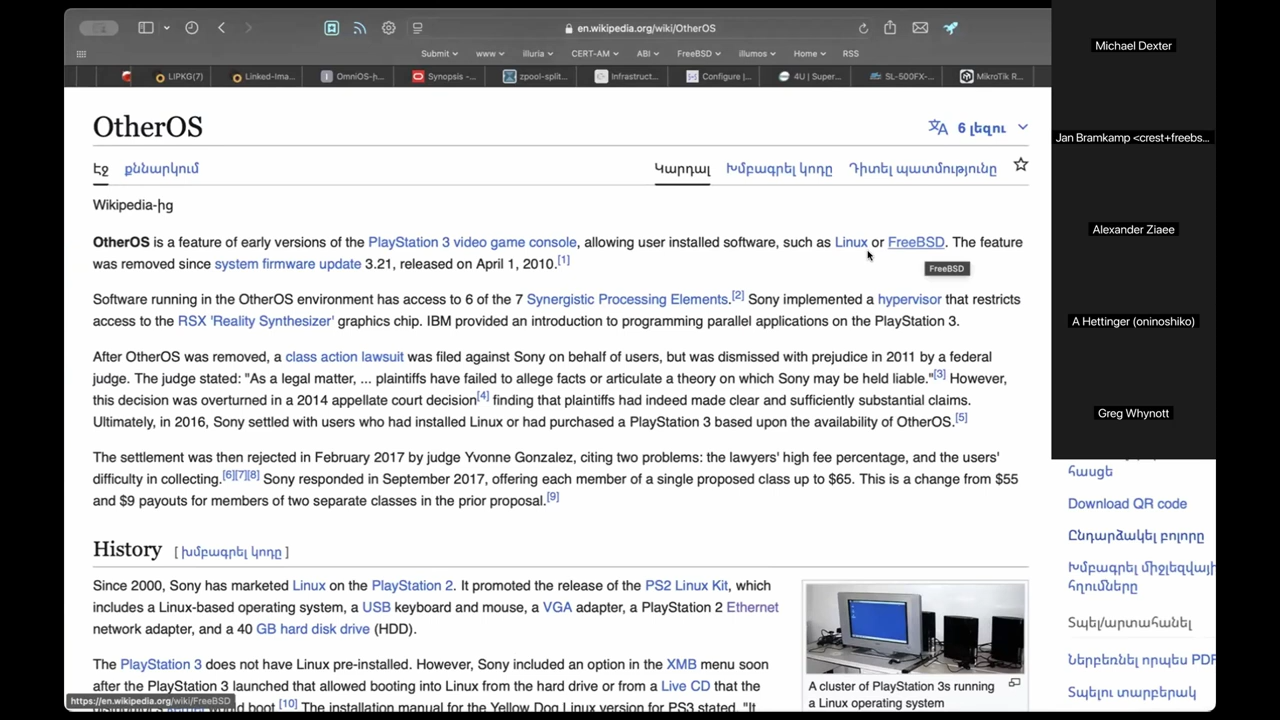 en.wikipedia.org/wiki/OtherOS
Submit
www
illuria
CERT-AM
ABI
FreeBSD
illumos
Home
RSS
LIPKG(7)
Linked-Ima...
OmniOS-ի...
Synopsis -...
zpool-split...
Infrastruct...
Configure |...
4U | Super...
SL-500FX-...
MikroTik R...
OtherOS
6 լեզու
Էջ
քննարկում
Կարդալ
Խմբագրել կոդը
Դիտել պատմությունը
Wikipedia-ից
OtherOS is a feature of early versions of the PlayStation 3 video game console, allowing user installed software, such as Linux or FreeBSD. The feature
was removed since system firmware update 3.21, released on April 1, 2010.[1]
FreeBSD
Software running in the OtherOS environment has access to 6 of the 7 Synergistic Processing Elements.[2] Sony implemented a hypervisor that restricts
access to the RSX 'Reality Synthesizer' graphics chip. IBM provided an introduction to programming parallel applications on the PlayStation 3.
After OtherOS was removed, a class action lawsuit was filed against Sony on behalf of users, but was dismissed with prejudice in 2011 by a federal
judge. The judge stated: "As a legal matter, ... plaintiffs have failed to allege facts or articulate a theory on which Sony may be held liable."[3] However,
this decision was overturned in a 2014 appellate court decision[4] finding that plaintiffs had indeed made clear and sufficiently substantial claims.
Ultimately, in 2016, Sony settled with users who had installed Linux or had purchased a PlayStation 3 based upon the availability of OtherOS.[5]
The settlement was then rejected in February 2017 by judge Yvonne Gonzalez, citing two problems: the lawyers' high fee percentage, and the users'
difficulty in collecting.[6][7][8] Sony responded in September 2017, offering each member of a single proposed class up to $65. This is a change from $55
and $9 payouts for members of two separate classes in the prior proposal.[9]
History [ խմբագրել կոդը ]
Since 2000, Sony has marketed Linux on the PlayStation 2. It promoted the release of the PS2 Linux Kit, which
includes a Linux-based operating system, a USB keyboard and mouse, a VGA adapter, a PlayStation 2 Ethernet
network adapter, and a 40 GB hard disk drive (HDD).
The PlayStation 3 does not have Linux pre-installed. However, Sony included an option in the XMB menu soon
after the PlayStation 3 launched that allowed booting into Linux from the hard drive or from a Live CD that the
boot.[10] The installation manual for the Yellow Dog Linux version for PS3 stated, "It
https://en.wikipedia.org/wiki/FreeBSD
A cluster of PlayStation 3s running
a Linux operating system
Michael Dexter
Jan Bramkamp <crest+freebs...
Alexander Ziaee
A Hettinger (oninoshiko)
Greg Whynott
հասցե
Download QR code
Ընդարձակել բոլորը
Խմբագրել միջլեզվայի
հղումները
Տպել/արտահանել
Ներբեռնել որպես PDF
Տպելու տարբերակ